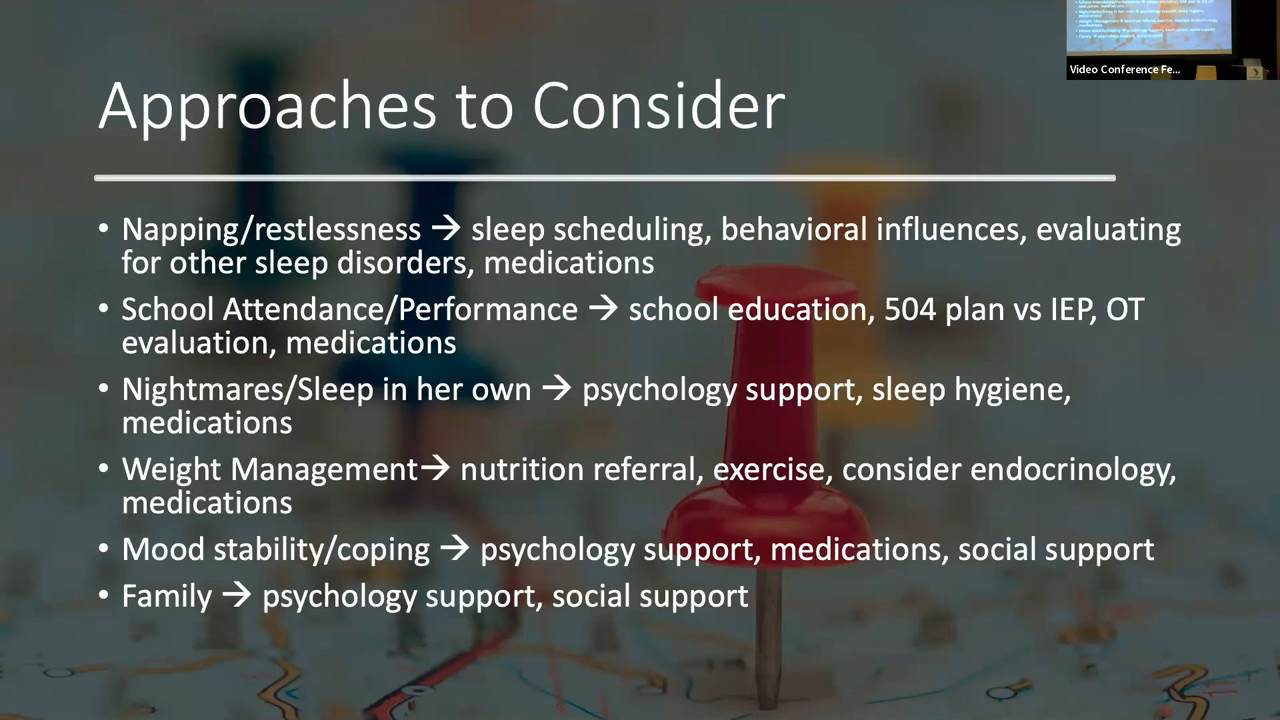 Approaches to Consider
• Napping/restlessness → sleep scheduling, behavioral influences, evaluating
for other sleep disorders, medications
• School Attendance/Performance → school education, 504 plan vs IEP, OT
evaluation, medications
• Nightmares/Sleep in her own → psychology support, sleep hygiene,
medications
• Weight Management→ nutrition referral, exercise, consider endocrinology,
medications
• Mood stability/coping → psychology support, medications, social support
• Family → psychology support, social support
Video Conference Fe...